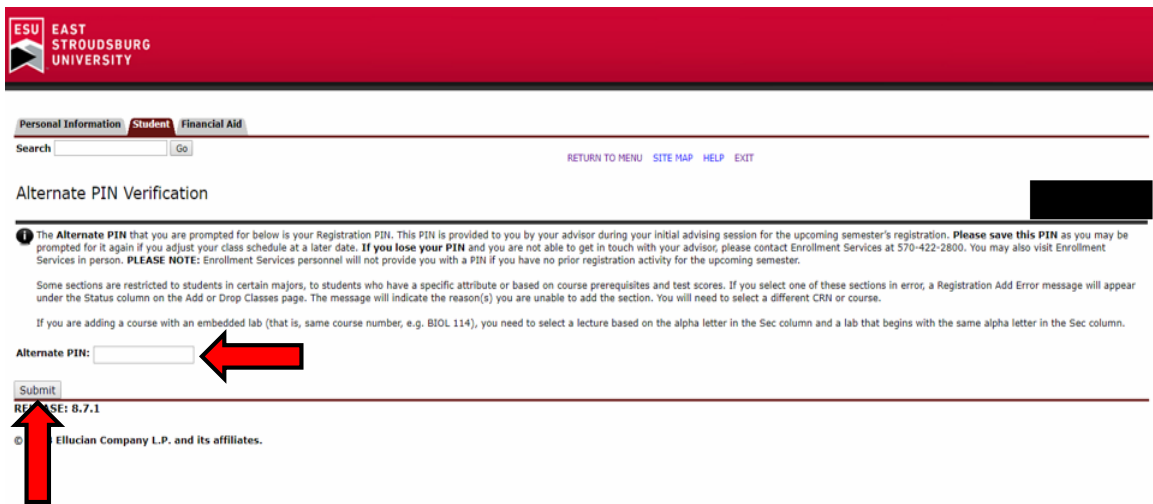 ESU EAST
STROUDSBURG
UNIVERSITY
Personal Information Student Financial Aid
Search Go
RETURN TO MENU SITE MAP HELP EXIT
Alternate PIN Verification
The Alternate PIN that you are prompted for below is your Registration PIN. This PIN is provided to you by your advisor during your initial advising session for the upcoming semester's registration. Please save this PIN as you may be
prompted for it again if you adjust your class schedule at a later date. If you lose your PIN and you are not able to get in touch with your advisor, please contact Enrollment Services at 570-422-2800. You may also visit Enrollment
Services in person. PLEASE NOTE: Enrollment Services personnel will not provide you with a PIN if you have no prior registration activity for the upcoming semester.
Some sections are restricted to students in certain majors, to students who have a specific attribute or based on course prerequisites and test scores. If you select one of these sections in error, a Registration Add Error message will appear
under the Status column on the Add or Drop Classes page. The message will indicate the reason(s) you are unable to add the section. You will need to select a different CRN or course.
If you are adding a course with an embedded lab (that is, same course number, e.g. BIOL 114), you need to select a lecture based on the alpha letter in the Sec column and a lab that begins with the same alpha letter in the Sec column.
Alternate PIN:
Submit
8.7.1
© Ellucian Company L.P. and its affiliates.